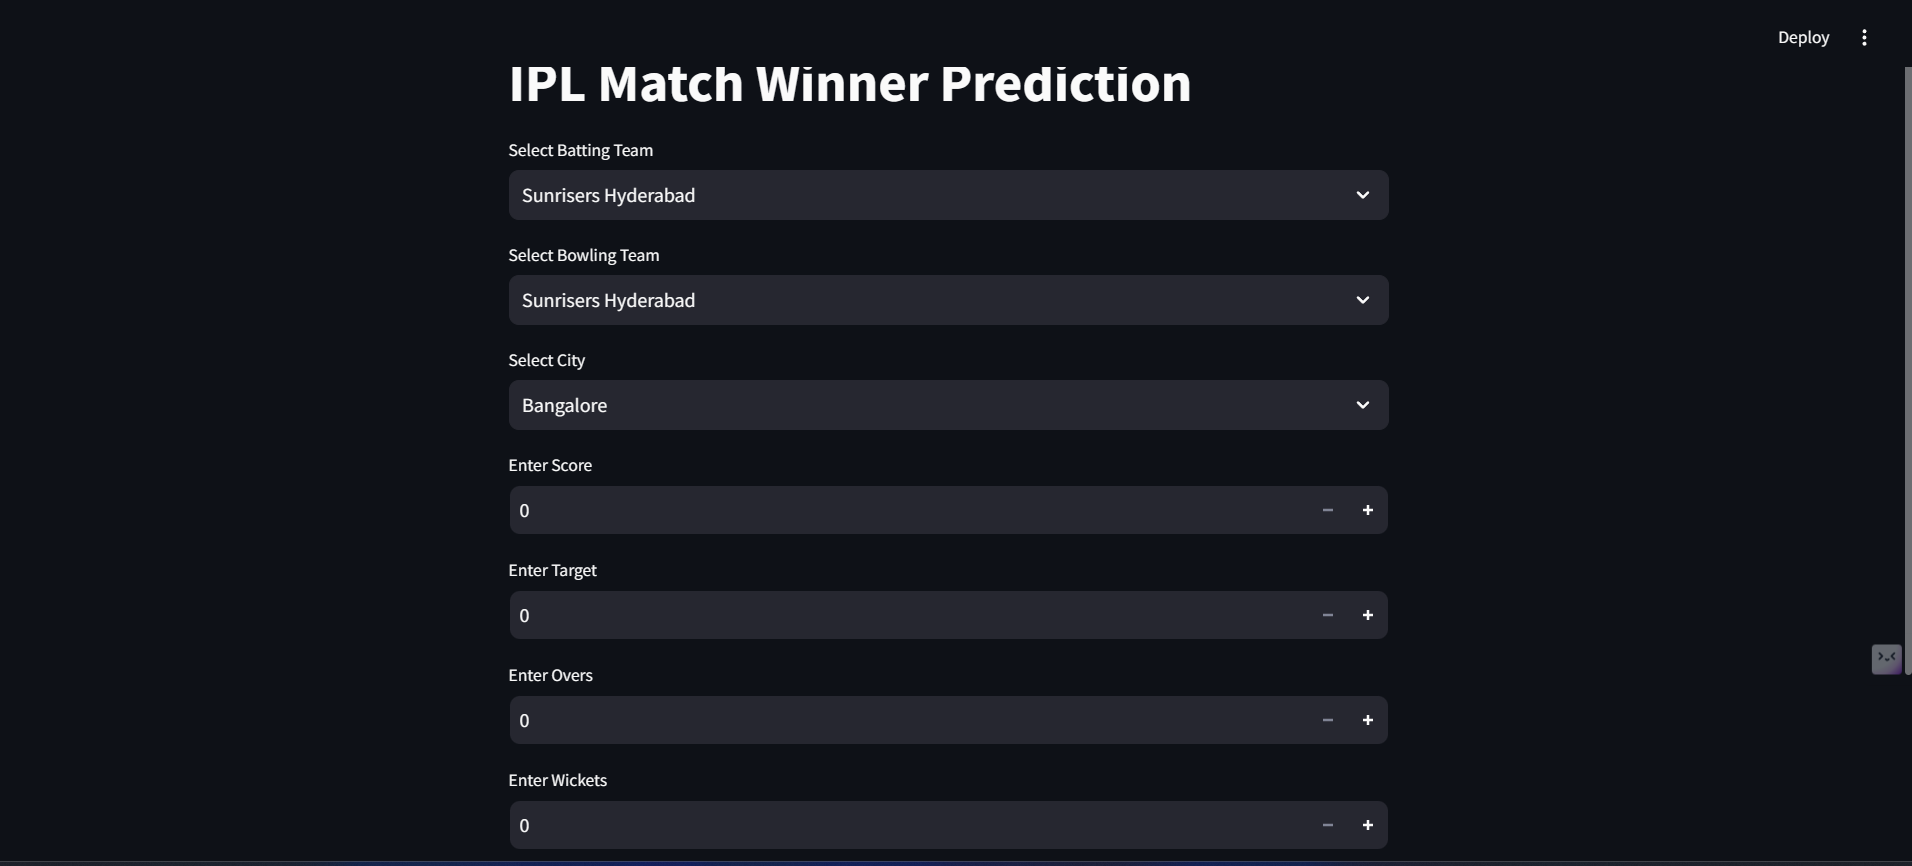 Deploy
IPL Match Winner Prediction
Select Batting Team
Sunrisers Hyderabad
Select Bowling Team
Sunrisers Hyderabad
Select City
Bangalore
Enter Score
0
Enter Target
0
Enter Overs
0
Enter Wickets
0